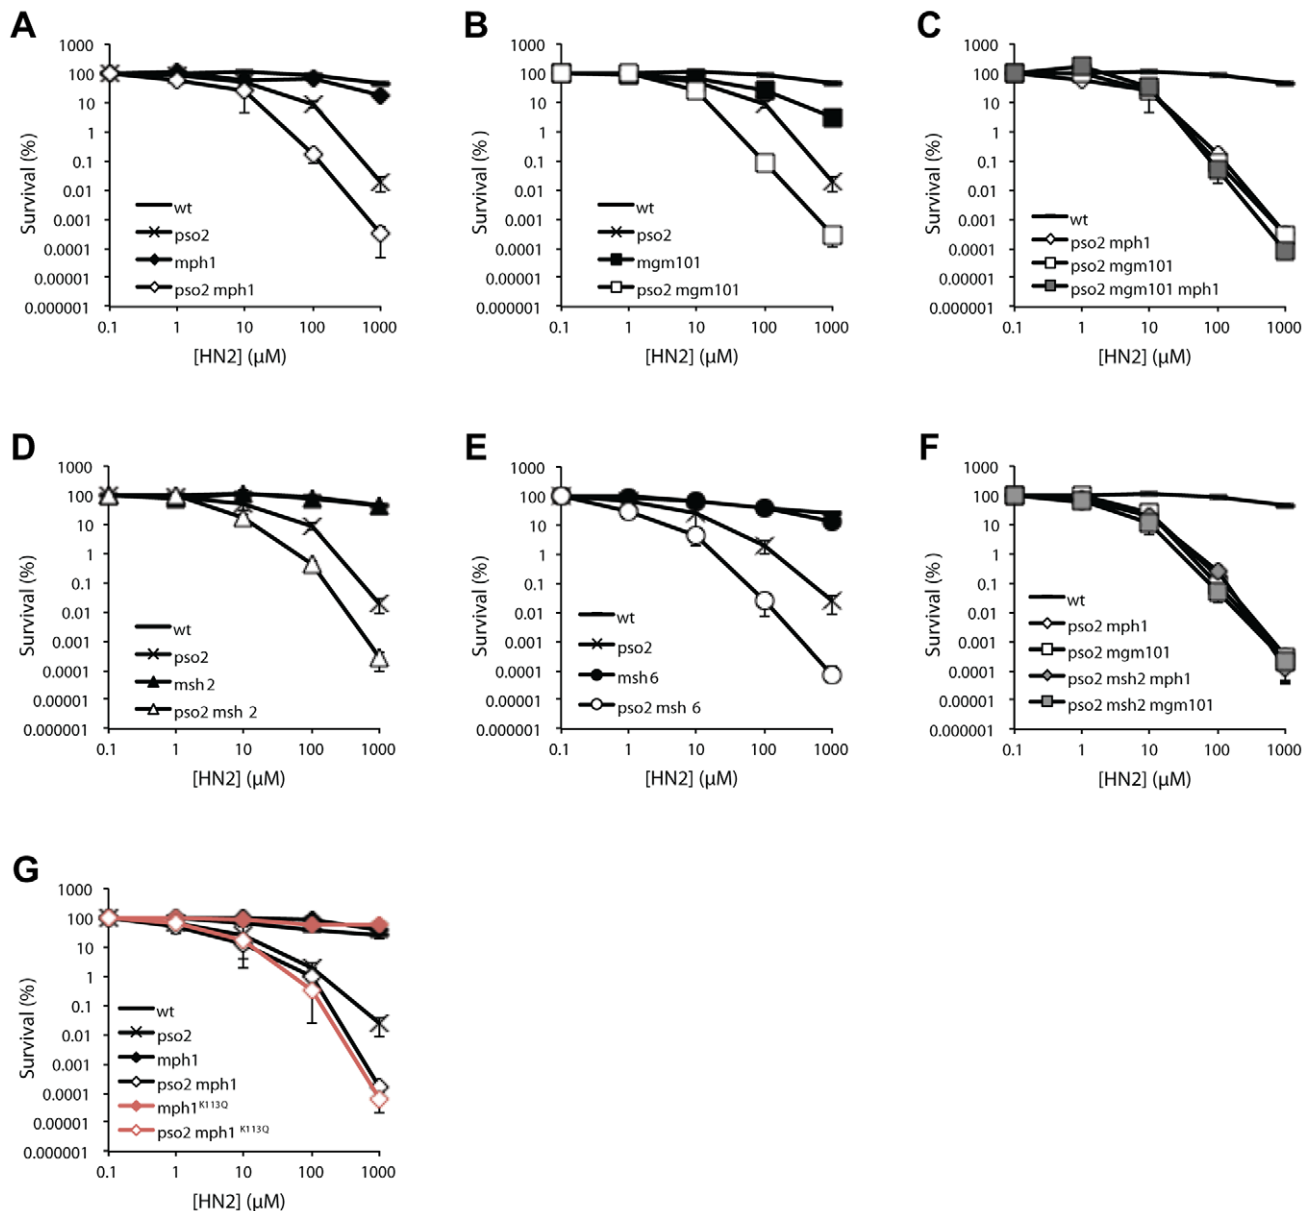 A
1000
100
10
1
0.1
0.01
0.001
0.0001
0.00001
0.000001
Survival (%)
wt
pso2
mph1
pso2 mph1
0.1 1 10 100 1000
[HN2] (µM)
B
1000
100
10
1
0.1
0.01
0.001
0.0001
0.00001
0.000001
Survival (%)
wt
pso2
mgm101
pso2 mgm101
0.1 1 10 100 1000
[HN2] (µM)
C
1000
100
10
1
0.1
0.01
0.001
0.0001
0.00001
0.000001
Survival (%)
wt
pso2 mph1
pso2 mgm101
pso2 mgm101 mph1
0.1 1 10 100 1000
[HN2] (µM)
D
1000
100
10
1
0.1
0.01
0.001
0.0001
0.00001
0.000001
Survival (%)
wt
pso2
msh 2
pso2 msh 2
0.1 1 10 100 1000
[HN2] (µM)
E
1000
100
10
1
0.1
0.01
0.001
0.0001
0.00001
0.000001
Survival (%)
wt
pso2
msh 6
pso2 msh 6
0.1 1 10 100 1000
[HN2] (µM)
F
1000
100
10
1
0.1
0.01
0.001
0.0001
0.00001
0.000001
Survival (% )
wt
pso2 mph1
pso2 mgm101
pso2 msh2 mph1
pso2 msh2 mgm101
0.1 1 10 100 1000
[HN2] (µM)
G
1000
100
10
1
0.1
0.01
0.001
0.0001
0.00001
0.000001
Survival (%)
wt
pso2
mph1
pso2 mph1
mph1 K113Q
pso2 mph1 K113Q
0.1 1 10 100 1000
[HN2] (µM)